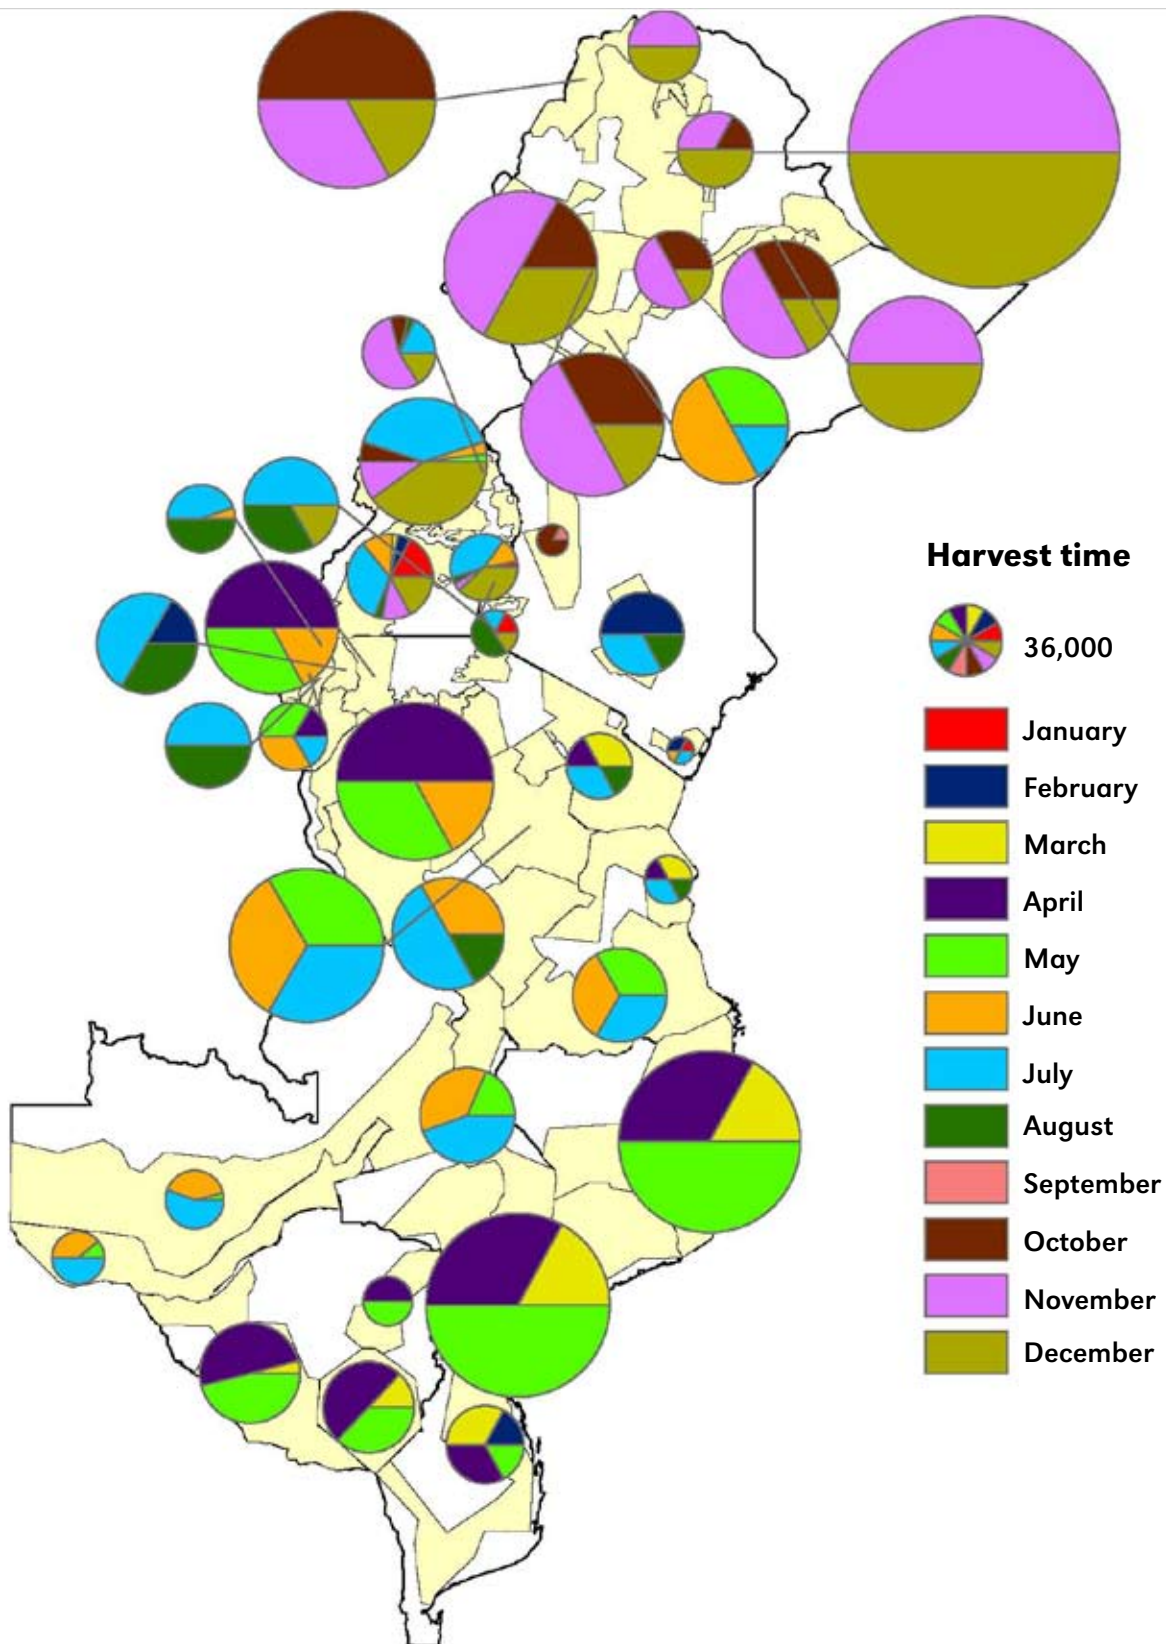 Harvest time
36,000
January
February
March
April
May
June
July
August
September
October
November
December